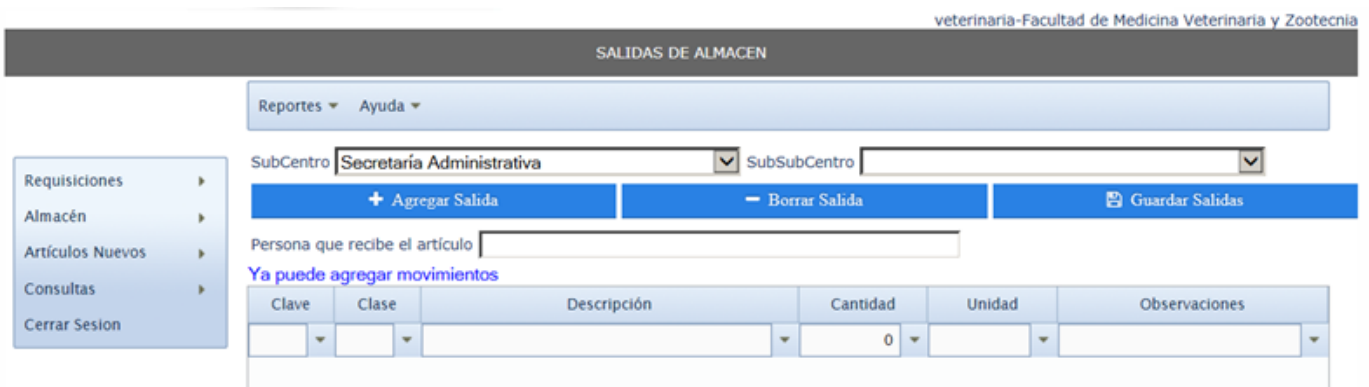 veterinaria-Facultad de Medicina Veterinaria y Zootecnia
SALIDAS DE ALMACEN
Reportes Ayuda
SubCentro Secretaría Administrativa SubSubCentro
Requisiciones
Almacén
Artículos Nuevos
Consultas
Cerrar Sesion
+ Agregar Salida − Borrar Salida Guardar Salidas
Persona que recibe el artículo
Ya puede agregar movimientos
Clave Clase Descripción Cantidad Unidad Observaciones
0